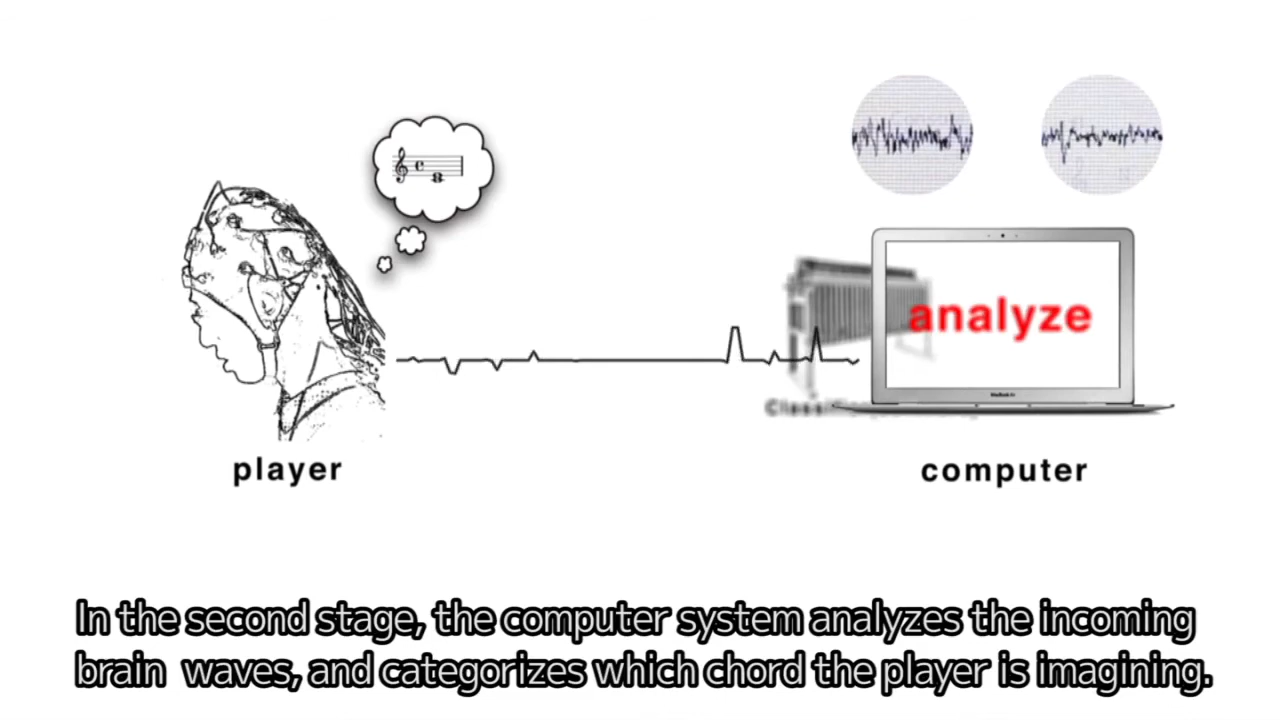 analyze
player
computer
In the second stage, the computer system analyzes the incoming
brain waves, and categorizes which chord the player is imagining.